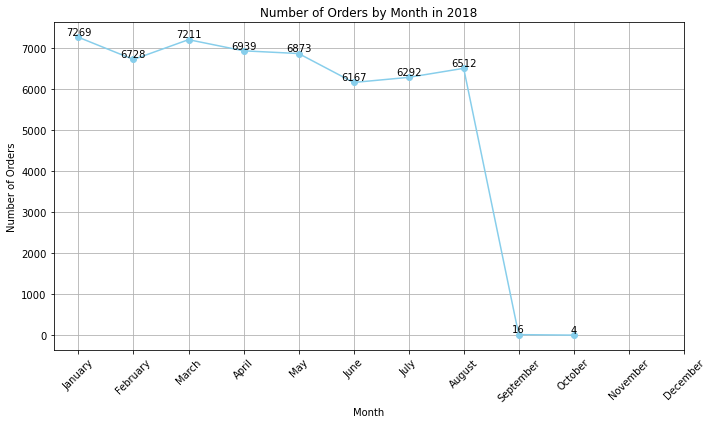 Number of Orders by Month in 2018
7269
6728
7211
6939
6873
6167
6292
6512
16
4
7000
6000
5000
4000
3000
2000
1000
0
Number of Orders
January
February
March
April
May
June
July
August
September
October
November
December
Month